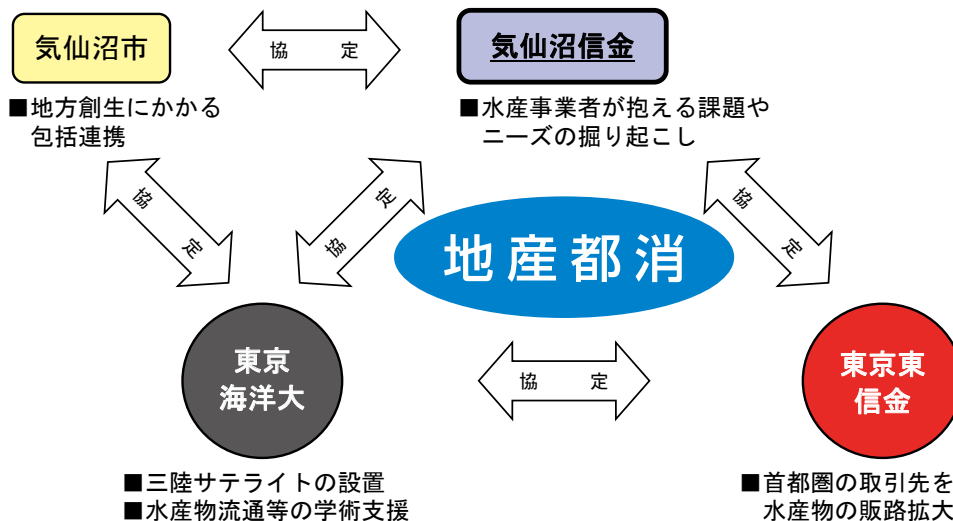 気仙沼市
協 定
気仙沼信金
■地方創生にかかる
包括連携
■水産事業者が抱える課題や
ニーズの掘り起こし
協 定
協 定
協 定
地産都消
東京
海洋大
協 定
東京東
信金
■三陸サテライトの設置
■水産物流通等の学術支援
■首都圏の取引先を
水産物の販路拡大